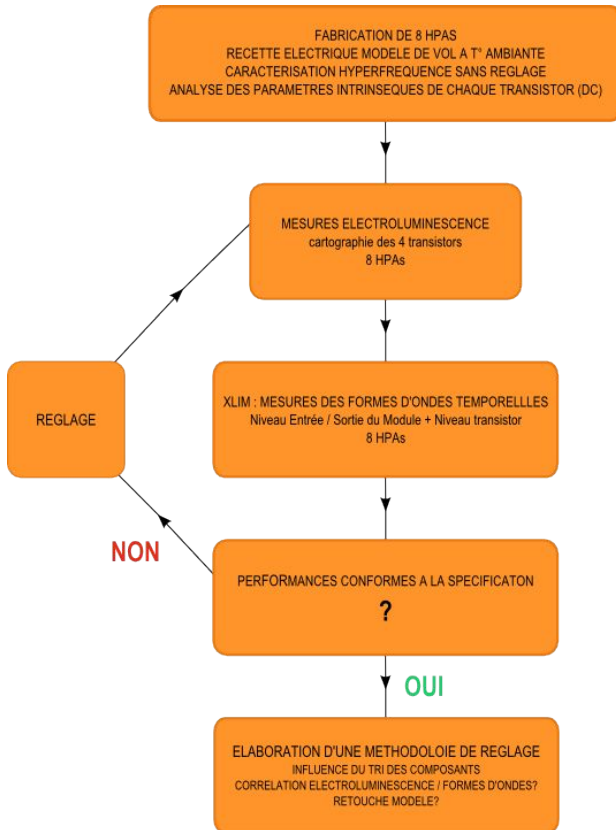 FABRICATION DE 8 HPAS
RECETTE ELECTRIQUE MODELE DE VOL A T° AMBIANTE
CARACTERISATION HYPERFREQUENCE SANS REGLAGE
ANALYSE DES PARAMETRES INTRINSEQUES DE CHAQUE TRANSISTOR (DC)
MESURES ELECTROLUMINESCENCE
cartographie des 4 transistors
8 HPAs
REGLAGE
XLIM : MESURES DES FORMES D'ONDES TEMPORELLLES
Niveau Entrée / Sortie du Module + Niveau transistor
8 HPAs
NON
PERFORMANCES CONFORMES A LA SPECIFICATON
?
OUI
ELABORATION D'UNE METHODOLOIE DE REGLAGE
INFLUENCE DU TRI DES COMPOSANTS
CORRELATION ELECTROLUMINESCENCE / FORMES D'ONDES?
RETOUCHE MODELE?